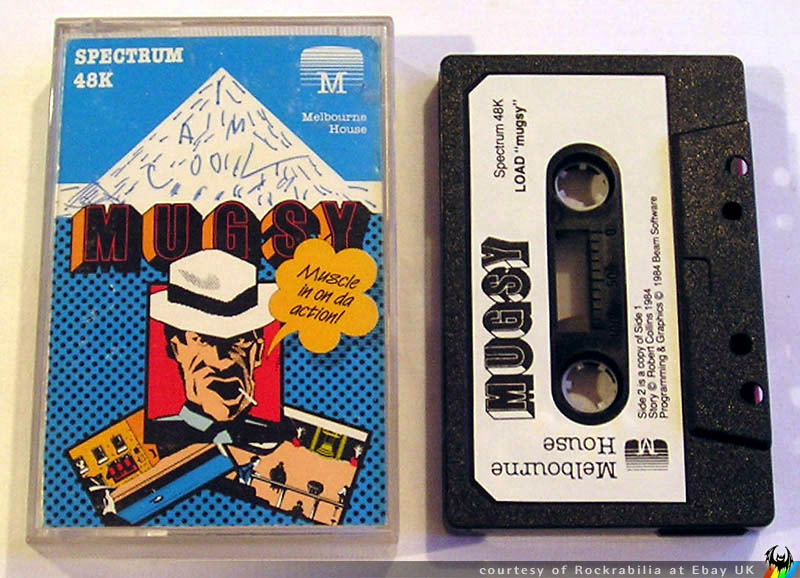 SPECTRUM
48K
M
Melbourne
House
MUGSY
Muscle
in on da
action!
Spectrum 48K
LOAD "mugsy"
MUGSY
Side 2 is a copy of Side 1
Story © Robert Collins 1984
Programming & Graphics © 1984 Beam Software
Melbourne
House
M
courtesy of Rockrabilia at Ebay UK